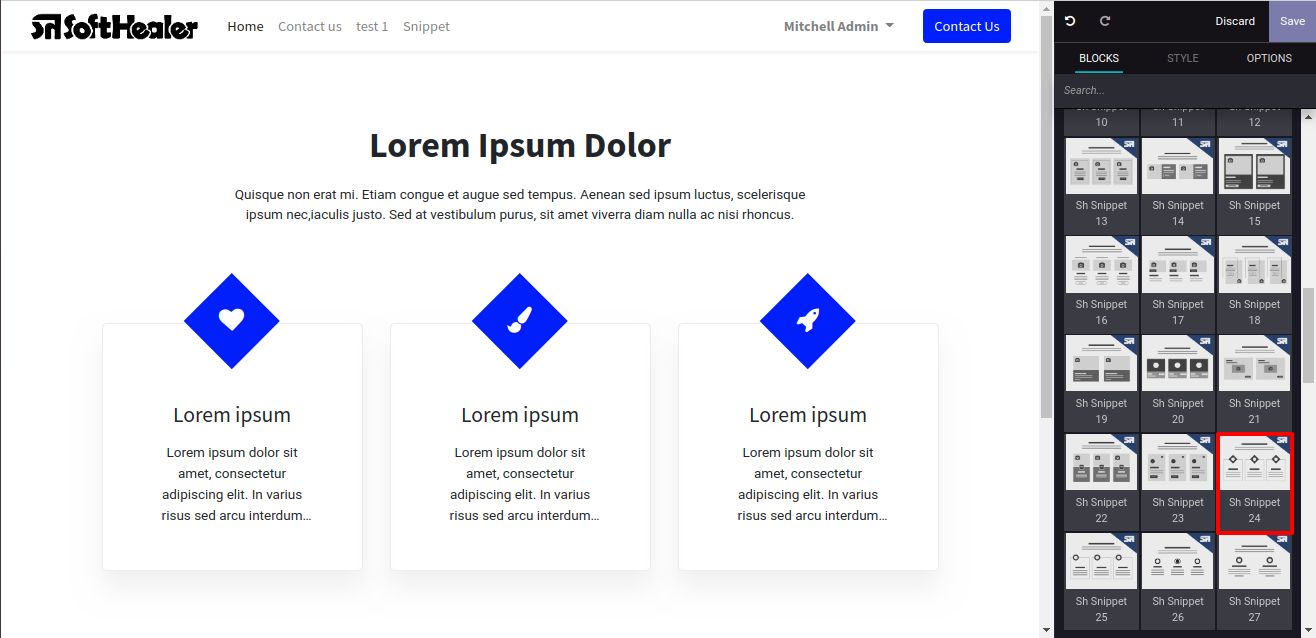 SoftHealer Home Contact us test 1 Snippet Mitchell Admin Contact Us
Discard Save
BLOCKS STYLE OPTIONS
Search...
Lorem Ipsum Dolor
Quisque non erat mi. Etiam congue et augue sed tempus. Aenean sed ipsum luctus, scelerisque
ipsum nec,iaculis justo. Sed at vestibulum purus, sit amet viverra diam nulla ac nisi rhoncus.
Lorem ipsum
Lorem ipsum dolor sit
amet, consectetur
adipiscing elit. In varius
risus sed arcu interdum...
Lorem ipsum
Lorem ipsum dolor sit
amet, consectetur
adipiscing elit. In varius
risus sed arcu interdum...
Lorem ipsum
Lorem ipsum dolor sit
amet, consectetur
adipiscing elit. In varius
risus sed arcu interdum...
Sh Snippet Sh Snippet Sh Snippet
10 11 12
Sh Snippet Sh Snippet Sh Snippet
13 14 15
Sh Snippet Sh Snippet Sh Snippet
16 17 18
Sh Snippet Sh Snippet Sh Snippet
19 20 21
Sh Snippet Sh Snippet Sh Snippet
22 23 24
Sh Snippet Sh Snippet Sh Snippet
25 26 27